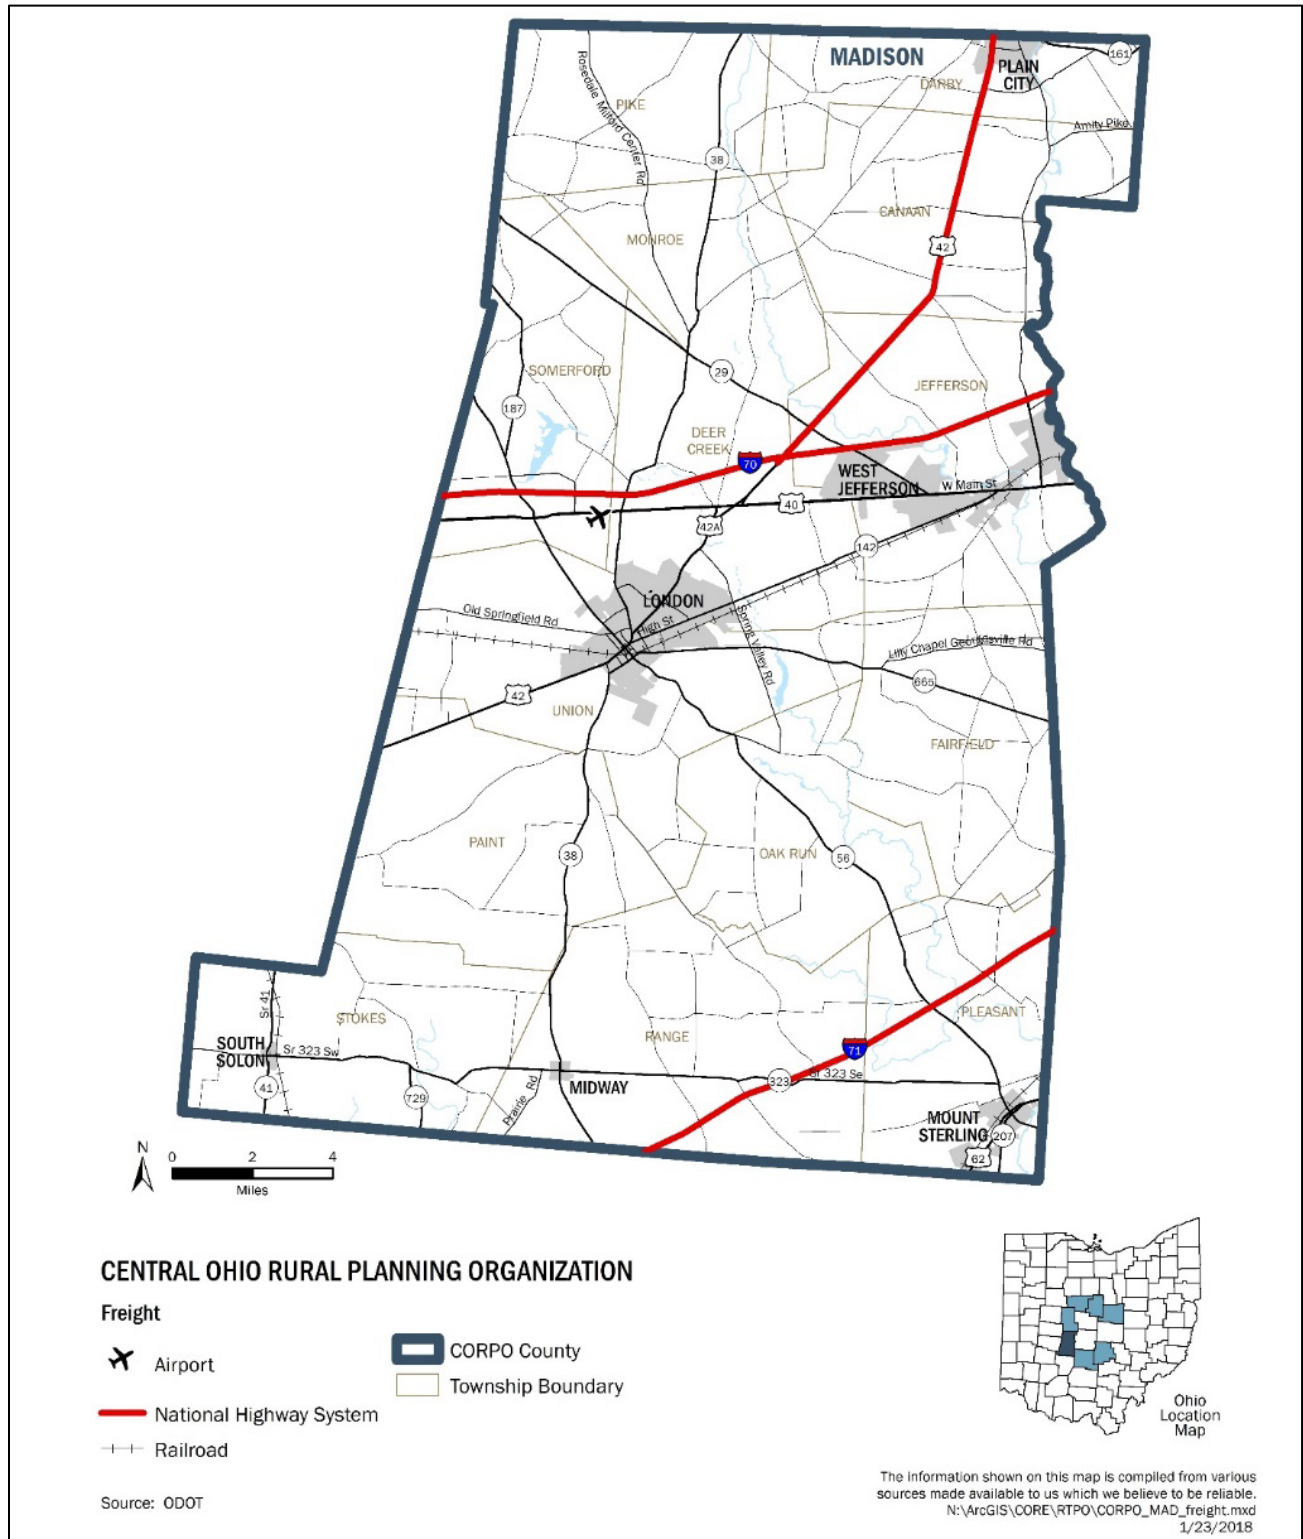 MADISON
PLAIN
CITY
161
DARBY
PIKE
Rosedale Milford Center Rd
Amity Pike
38
CANAAN
MONROE
42
SOMERFORD
29
JEFFERSON
187
DEER
CREEK
70
WEST
JEFFERSON
W Main St
40
42A
142
LONDON
Old Springfield Rd
High St
Spring Valley Rd
Lilly Chapel Georgesville Rd
665
42
UNION
FAIRFIELD
PAINT
38
OAK RUN
56
Sr 41
STOKES
PLEASANT
RANGE
SOUTH
SOLON
Sr 323 Sw
71
323
Sr 323 Se
MIDWAY
41
729
Prairie Rd
MOUNT
STERLING
207
62
N
0 2 4
Miles
CENTRAL OHIO RURAL PLANNING ORGANIZATION
Freight
Airport
CORPO County
Township Boundary
National Highway System
Railroad
Source: ODOT
Ohio
Location
Map
The information shown on this map is compiled from various
sources made available to us which we believe to be reliable.
N:\ArcGIS\CORE\RTPO\CORPO_MAD_freight.mxd
1/23/2018